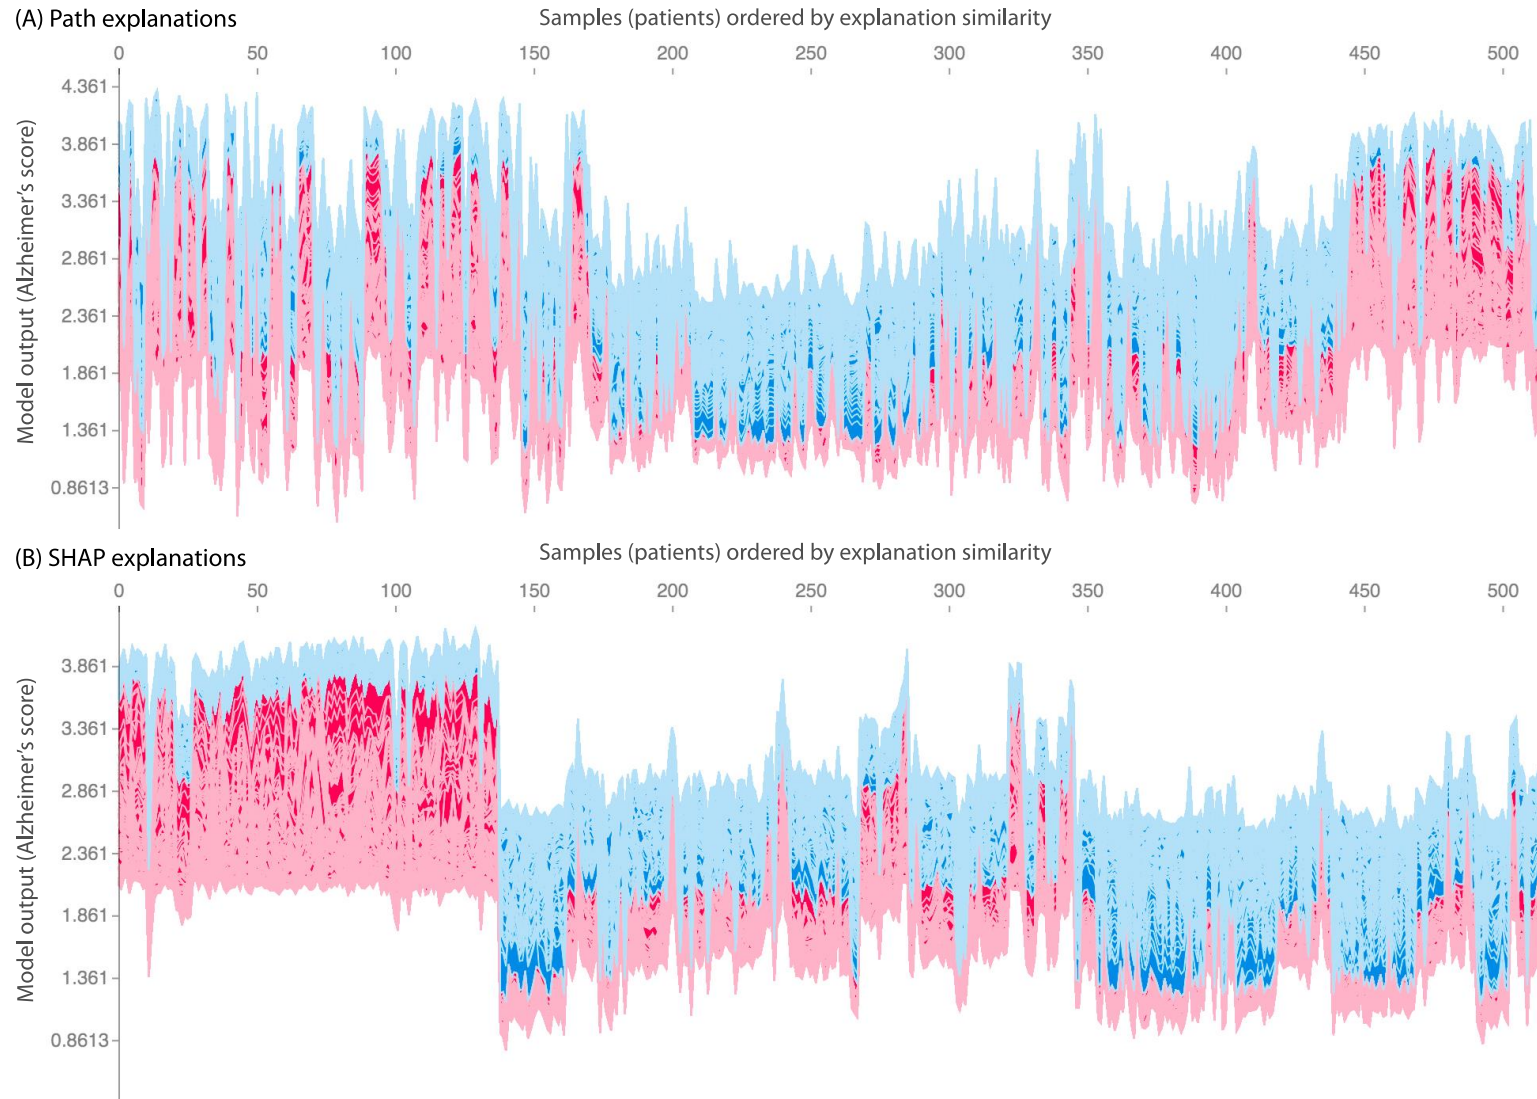 (A) Path explanations
Samples (patients) ordered by explanation similarity
0 50 100 150 200 250 300 350 400 450 500
4.361
3.861
3.361
2.861
2.361
1.861
1.361
0.8613
Model output (Alzheimer's score)
(B) SHAP explanations
Samples (patients) ordered by explanation similarity
0 50 100 150 200 250 300 350 400 450 500
3.861
3.361
2.861
2.361
1.861
1.361
0.8613
Model output (Alzheimer's score)